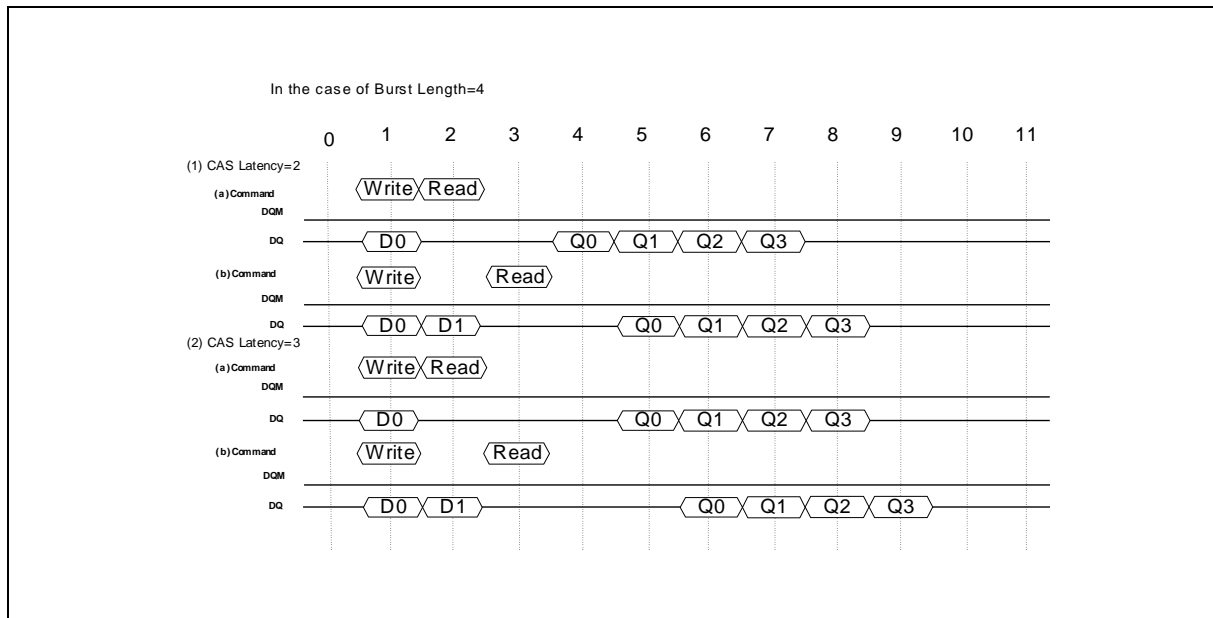 In the case of Burst Length=4
0 1 2 3 4 5 6 7 8 9 10 11
(1) CAS Latency=2
(a)Command Write Read
DQM
DQ D0 Q0 Q1 Q2 Q3
(b)Command Write Read
DQM
DQ D0 D1 Q0 Q1 Q2 Q3
(2) CAS Latency=3
(a)Command Write Read
DQM
DQ D0 Q0 Q1 Q2 Q3
(b)Command Write Read
DQM
DQ D0 D1 Q0 Q1 Q2 Q3